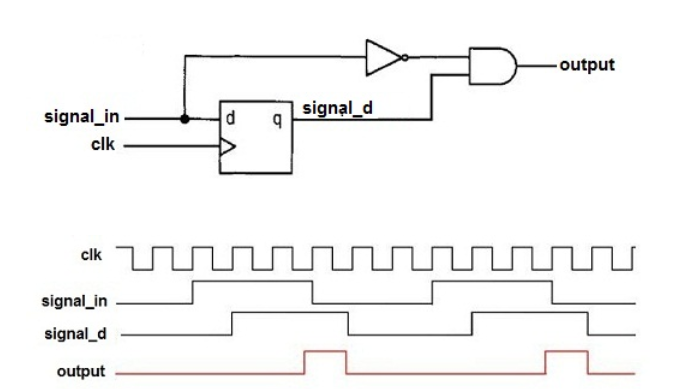 output
signal_d
signal_in
d q
clk
clk
signal_in
signal_d
output